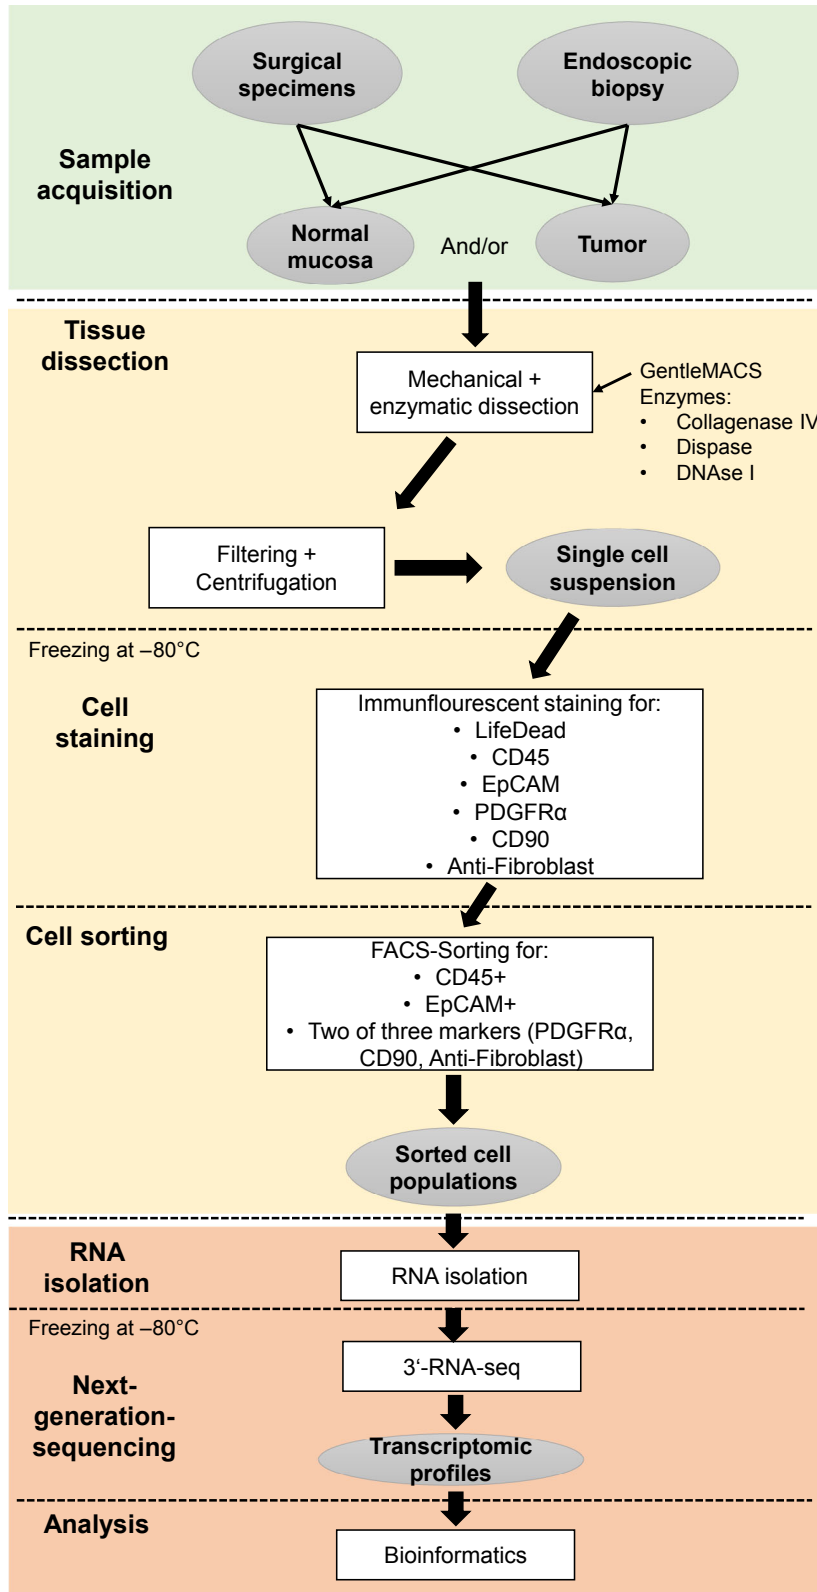 Surgical
specimens
Endoscopic
biopsy
Sample
acquisition
Normal
mucosa
And/or
Tumor
Tissue
dissection
Mechanical +
enzymatic dissection
GentleMACS
Enzymes:
• Collagenase IV
• Dispase
• DNAse I
Filtering +
Centrifugation
Single cell
suspension
Freezing at –80°C
Cell
staining
Immunflourescent staining for:
• LifeDead
• CD45
• EpCAM
• PDGFRα
• CD90
• Anti-Fibroblast
Cell sorting
FACS-Sorting for:
• CD45+
• EpCAM+
• Two of three markers (PDGFRα,
CD90, Anti-Fibroblast)
Sorted cell
populations
RNA
isolation
RNA isolation
Freezing at –80°C
Next-
generation-
sequencing
3‘-RNA-seq
Transcriptomic
profiles
Analysis
Bioinformatics